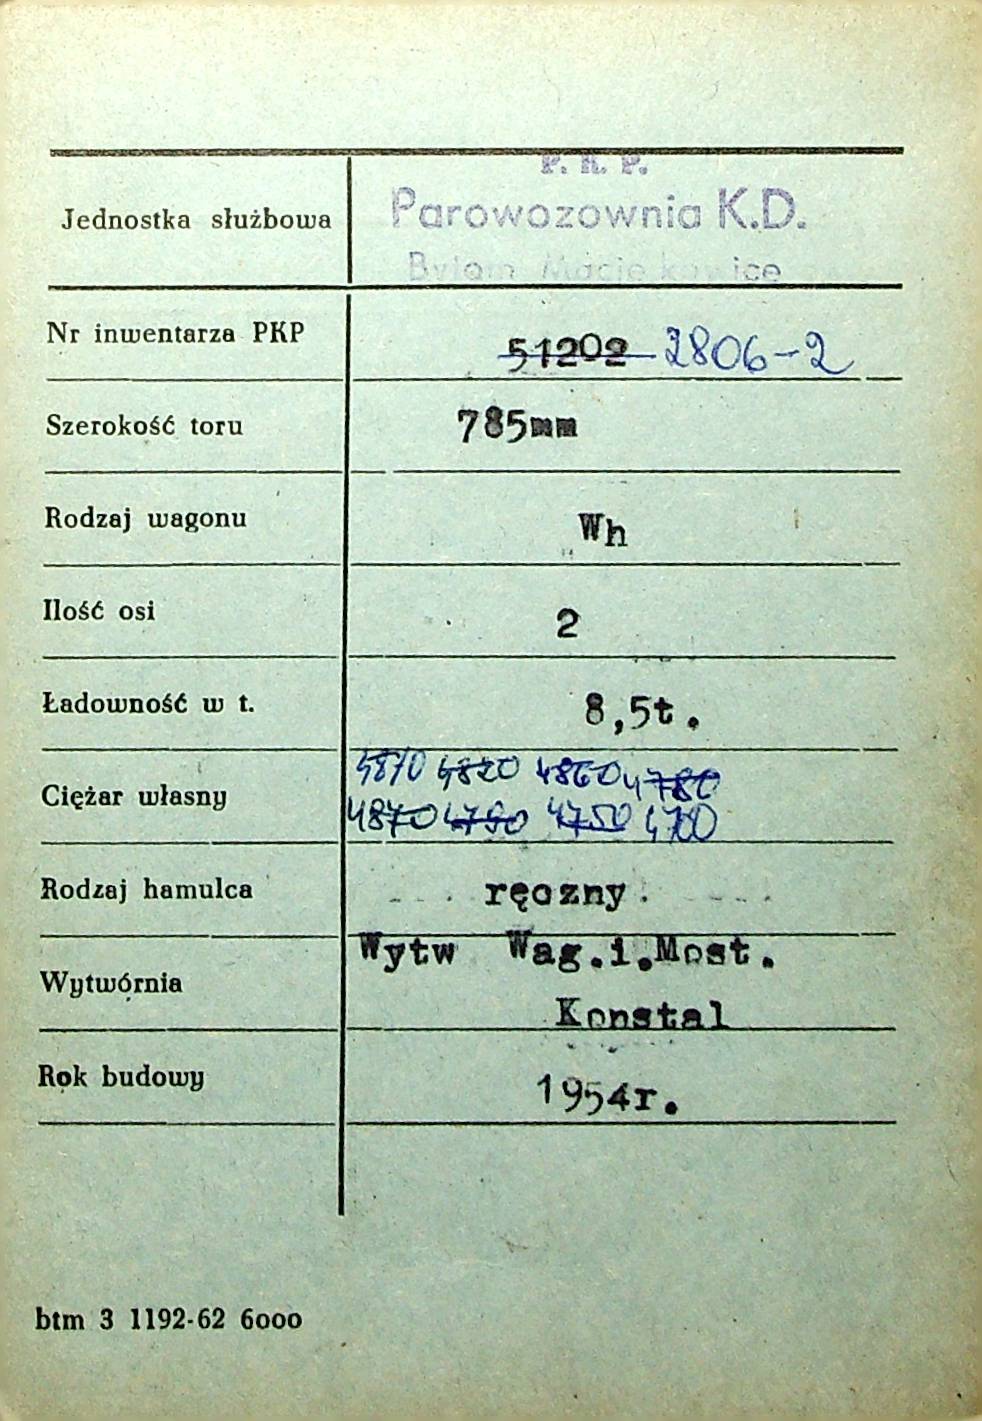 P. K. P.
Jednostka służbowa Parowozownia K.D.
Bytom Maciejkowice
Nr inwentarza PKP 51202 2806-2
Szerokość toru 785mm
Rodzaj wagonu Wh
Ilość osi 2
Ładowność w t. 8,5t.
4810 4820 4860 4780
Ciężar własny
4870 4790 4750 4700
Rodzaj hamulca ręczny
Wytw Wag.i.Most.
Wytwórnia
Konstal
Rok budowy 1954r.
btm 3 1192-62 6000